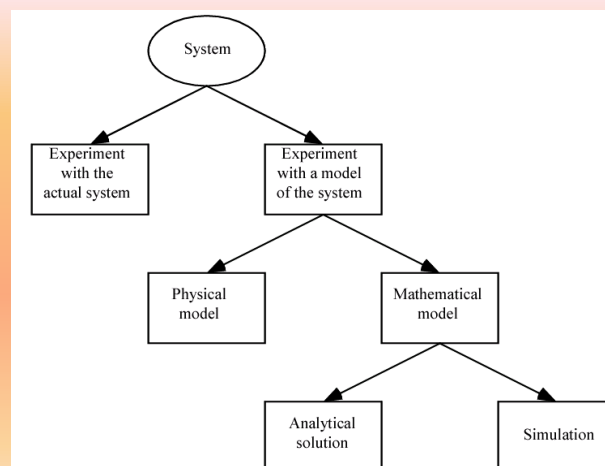 System
Experiment
with the
actual system
Experiment
with a model
of the system
Physical
model
Mathematical
model
Analytical
solution
Simulation